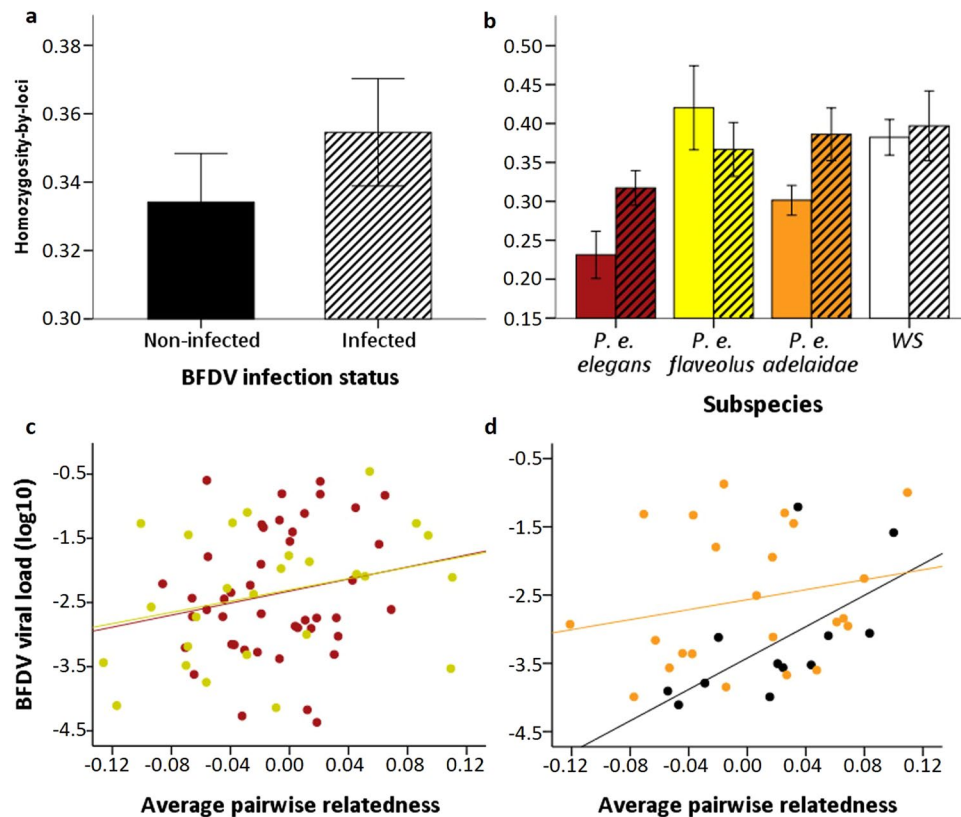 a
Homozygosity-by-loci
0.38
0.36
0.34
0.32
0.30
Non-infected Infected
BFDV infection status
b
0.50
0.45
0.40
0.35
0.30
0.25
0.20
0.15
P. e. elegans
P. e. flaveolus
P. e. adelaidae
WS
Subspecies
c
BFDV viral load (log10)
-0.5
-1.5
-2.5
-3.5
-4.5
-0.12 -0.08 -0.04 0.00 0.04 0.08 0.12
Average pairwise relatedness
d
-0.5
-1.5
-2.5
-3.5
-4.5
-0.12 -0.08 -0.04 0.00 0.04 0.08 0.12
Average pairwise relatedness